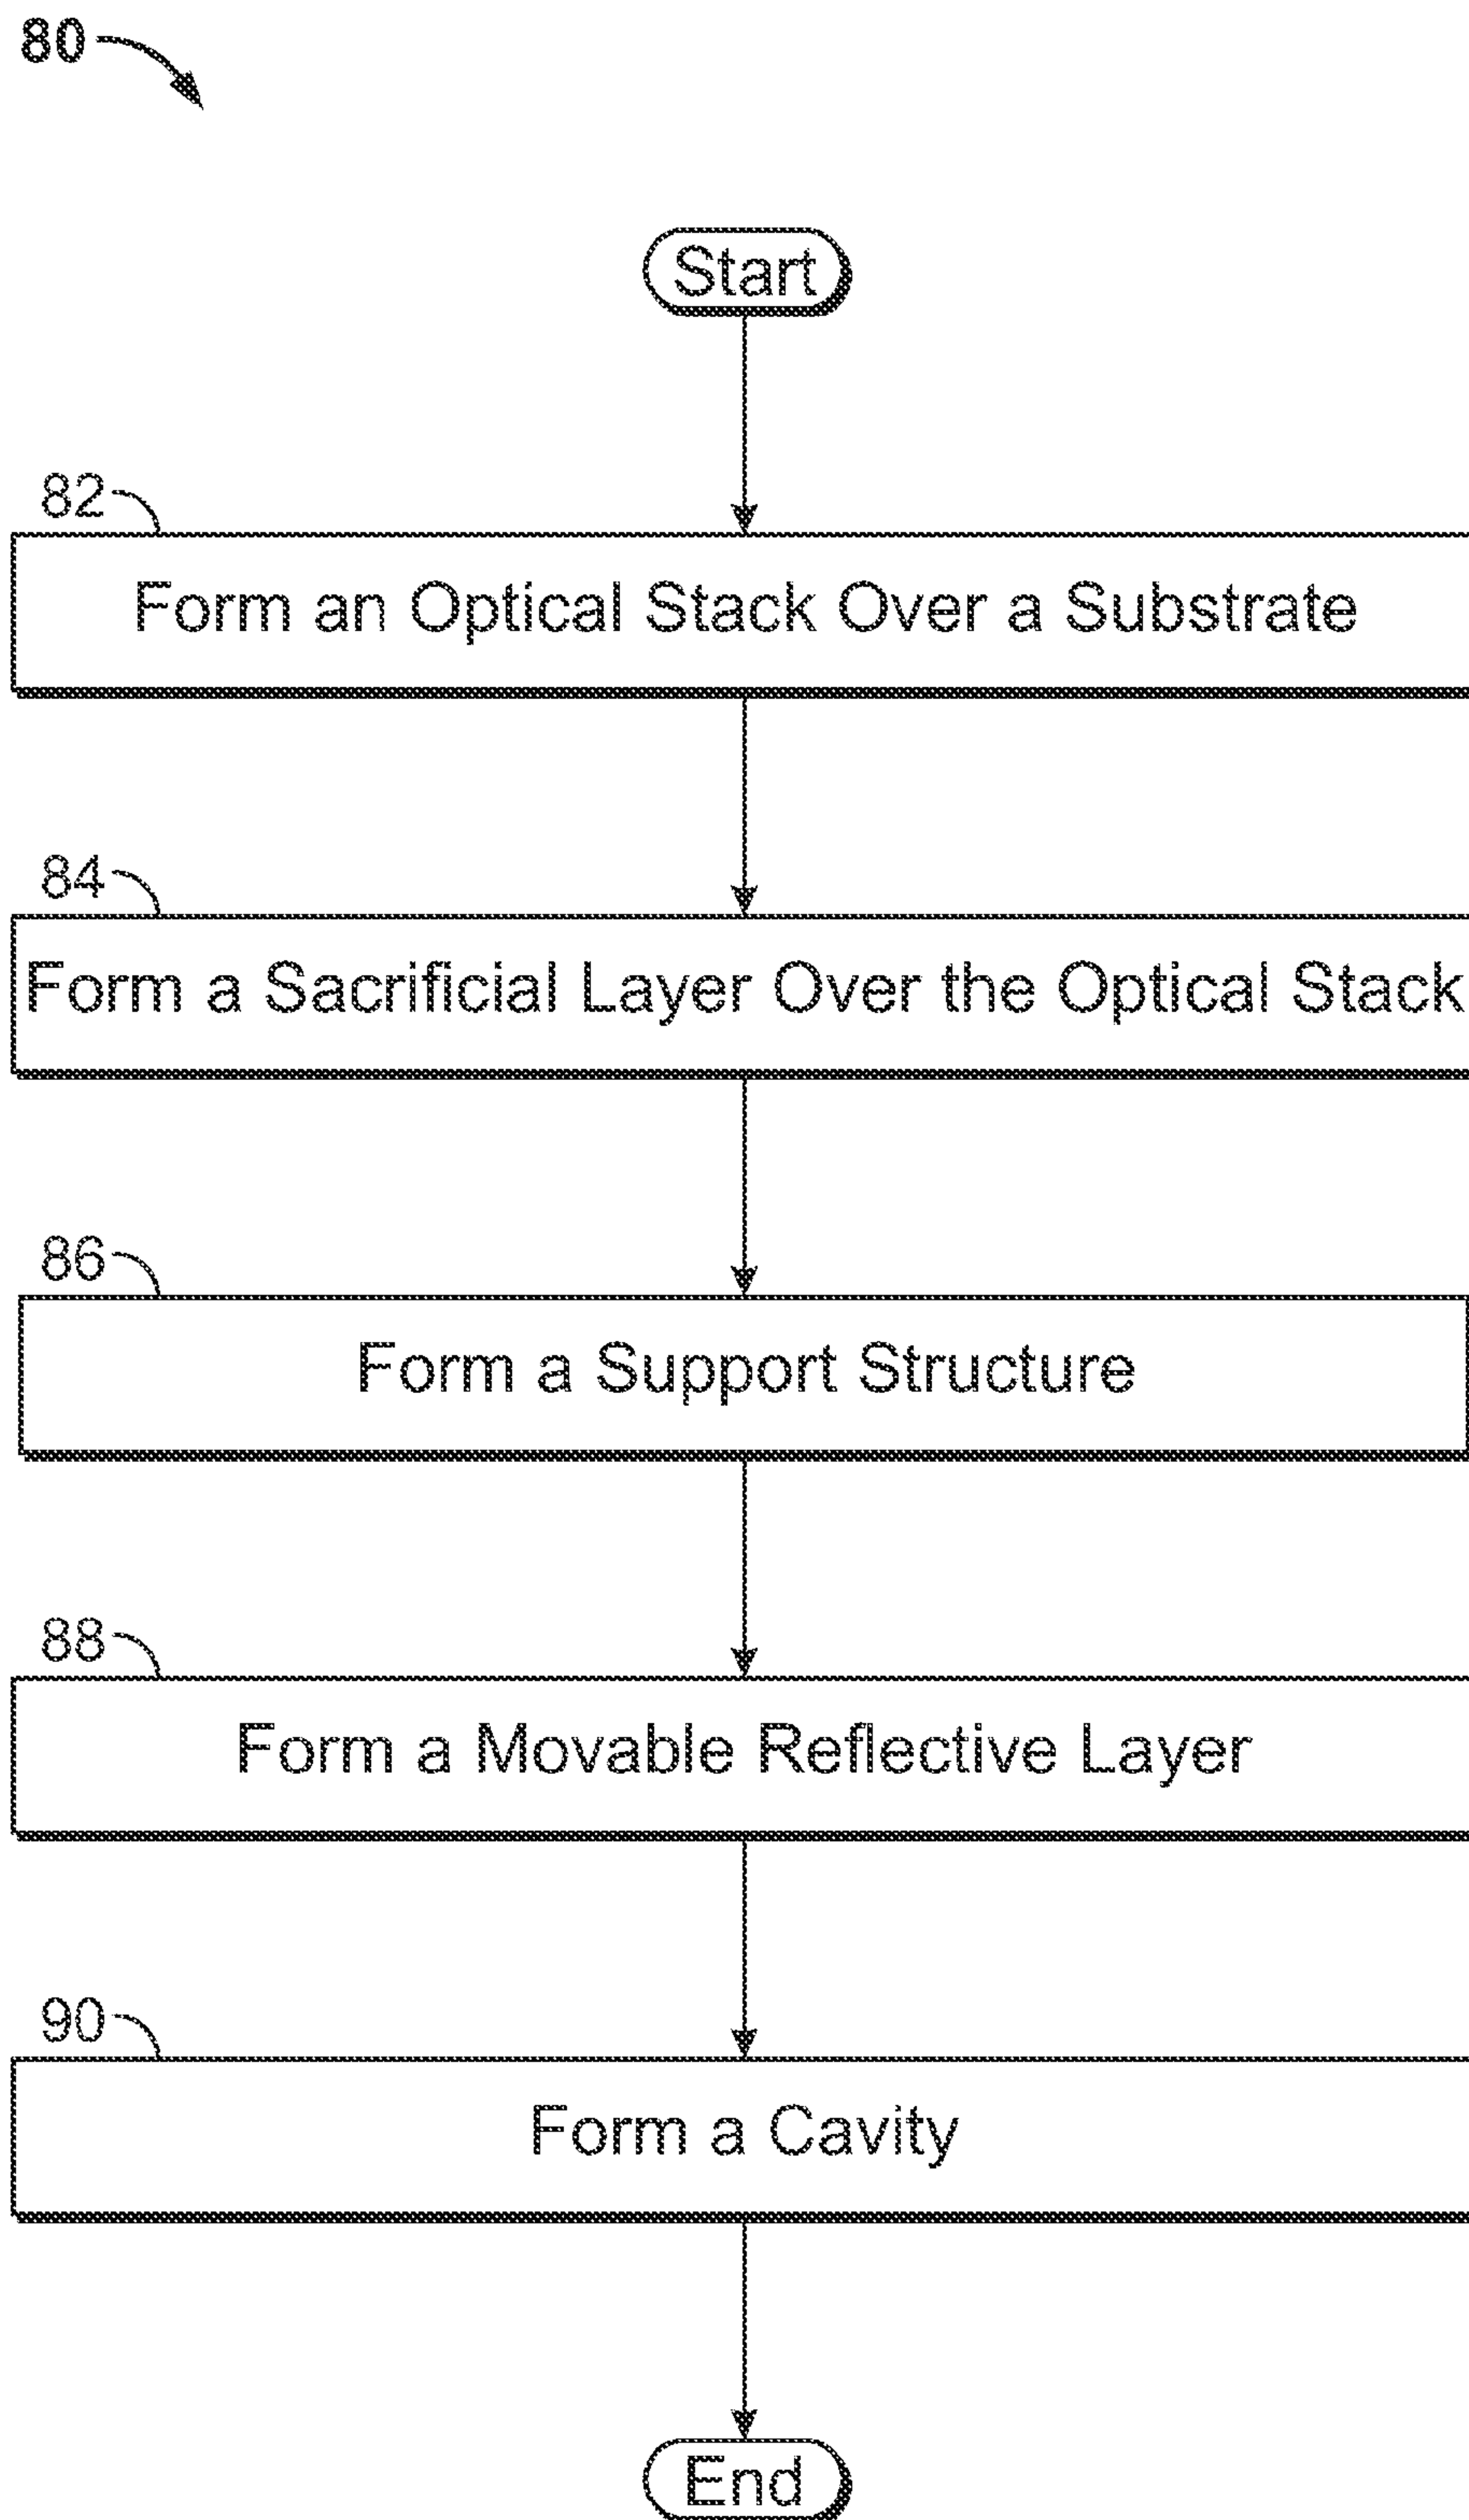 80
Start
82
Form an Optical Stack Over a Substrate
84
Form a Sacrificial Layer Over the Optical Stack
86
Form a Support Structure
88
Form a Movable Reflective Layer
90
Form a Cavity
End